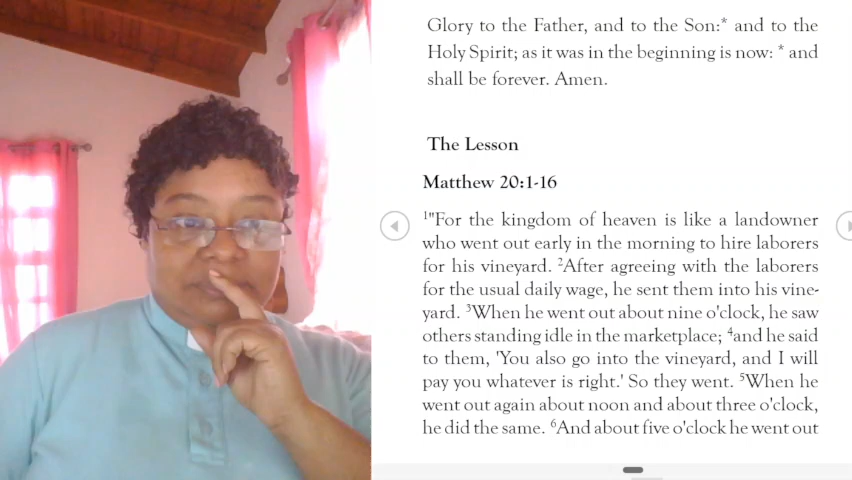 Glory to the Father, and to the Son:* and to the
Holy Spirit; as it was in the beginning is now: * and
shall be forever. Amen.
The Lesson
Matthew 20:1-16
1"For the kingdom of heaven is like a landowner
who went out early in the morning to hire laborers
for his vineyard. 2After agreeing with the laborers
for the usual daily wage, he sent them into his vine-
yard. 3When he went out about nine o'clock, he saw
others standing idle in the marketplace; 4and he said
to them, 'You also go into the vineyard, and I will
pay you whatever is right.' So they went. 5When he
went out again about noon and about three o'clock,
he did the same. 6And about five o'clock he went out